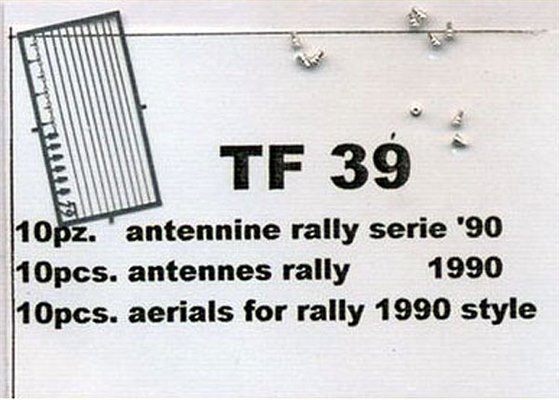 TF 39
10pz. antennine rally serie '90
10pcs. antennes rally 1990
10pcs. aerials for rally 1990 style